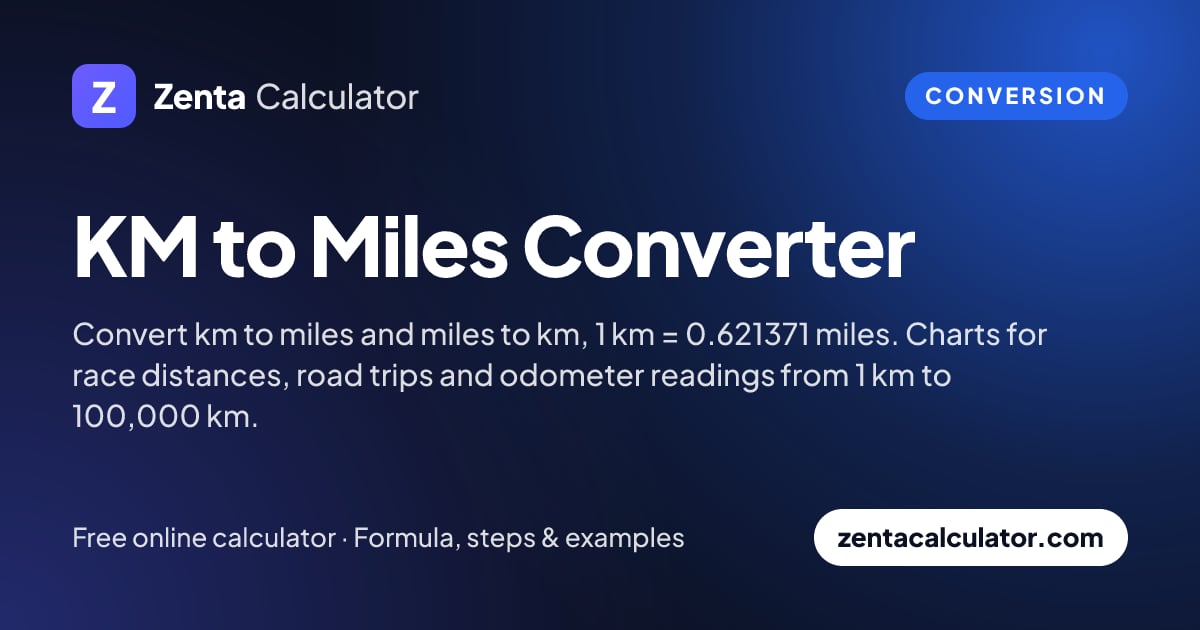 Z
Zenta Calculator
CONVERSION
KM to Miles Converter
Convert km to miles and miles to km, 1 km = 0.621371 miles. Charts for
race distances, road trips and odometer readings from 1 km to
100,000 km.
Free online calculator · Formula, steps & examples
zentacalculator.com